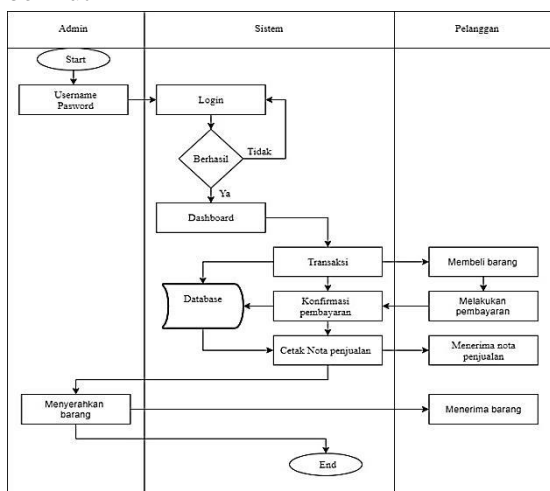 Admin
Sistem
Pelanggan
Start
Username
Pasword
Login
Berhasil
Tidak
Ya
Dashboard
Transaksi
Membeli barang
Database
Konfirmasi
pembayaran
Melakukan
pembayaran
Cetak Nota penjualan
Menerima nota
penjualan
Menyerahkan
barang
Menerima barang
End